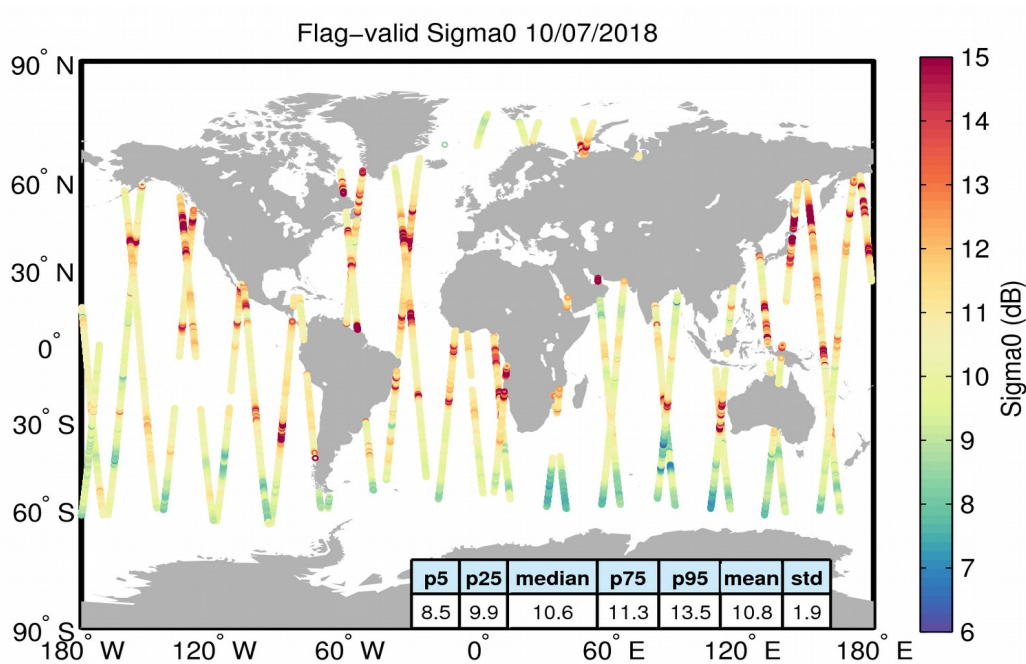 Flag-valid Sigma0 10/07/2018
90° N
60° N
30° N
0°
30° S
60° S
90° S
180° W 120° W 60° W 0° 60° E 120° E 180° E
p5 p25 median p75 p95 mean std
8.5 9.9 10.6 11.3 13.5 10.8 1.9
15
14
13
12
11
10
9
8
7
6
Sigma0 (dB)